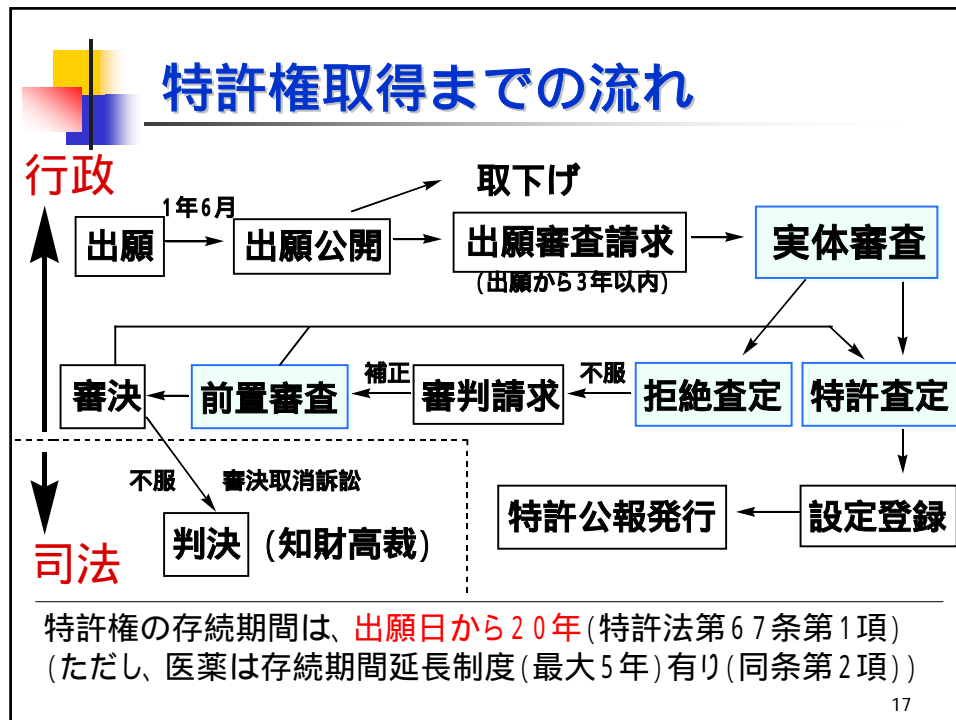 特許権取得までの流れ
行政
取下げ
1年6月
出願
出願公開
出願審査請求
(出願から3年以内)
実体審査
審決
前置審査
補正
審判請求
不服
拒絶査定
特許査定
不服
審決取消訴訟
判決
(知財高裁)
特許公報発行
設定登録
司法
特許権の存続期間は、出願日から20年(特許法第67条第1項)
(ただし、医薬は存続期間延長制度(最大5年)有り(同条第2項))
17